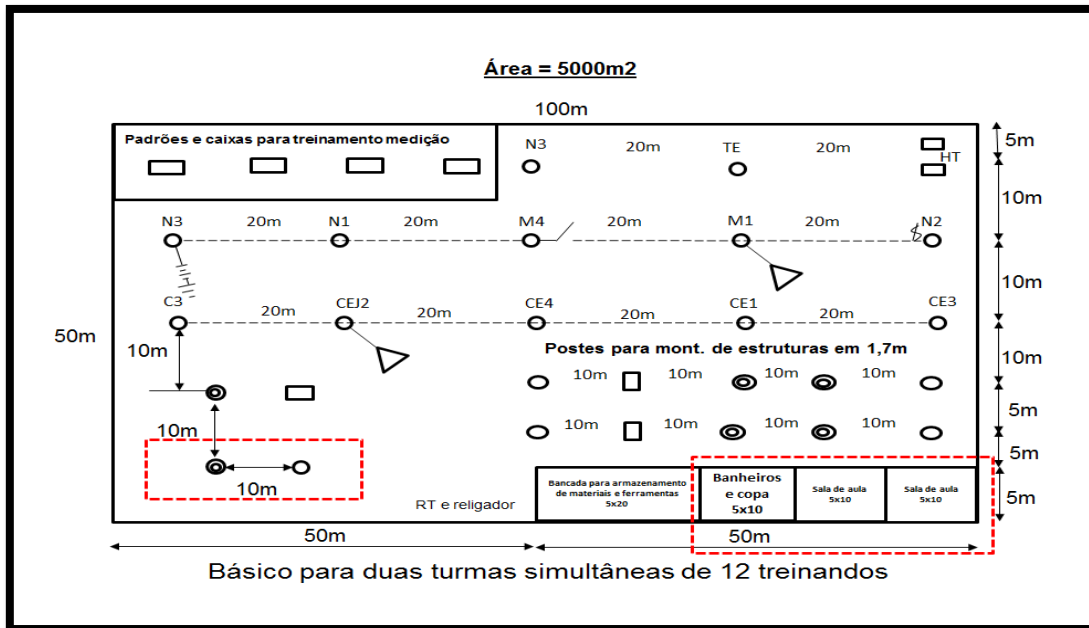 Área = 5000m2
100m
Padrões e caixas para treinamento medição
N3
20m
TE
20m
HT
5m
10m
N3
20m
N1
20m
M4
20m
M1
20m
N2
10m
C3
20m
CEJ2
20m
CE4
20m
CE1
20m
CE3
50m
10m
Postes para mont. de estruturas em 1,7m
10m
10m
10m
10m
10m
5m
10m
10m
10m
10m
10m
5m
10m
Bancada para armazenamento
de materiais e ferramentas
5x20
Banheiros
e copa
5x10
Sala de aula
5x10
Sala de aula
5x10
5m
RT e religador
50m
50m
Básico para duas turmas simultâneas de 12 treinandos